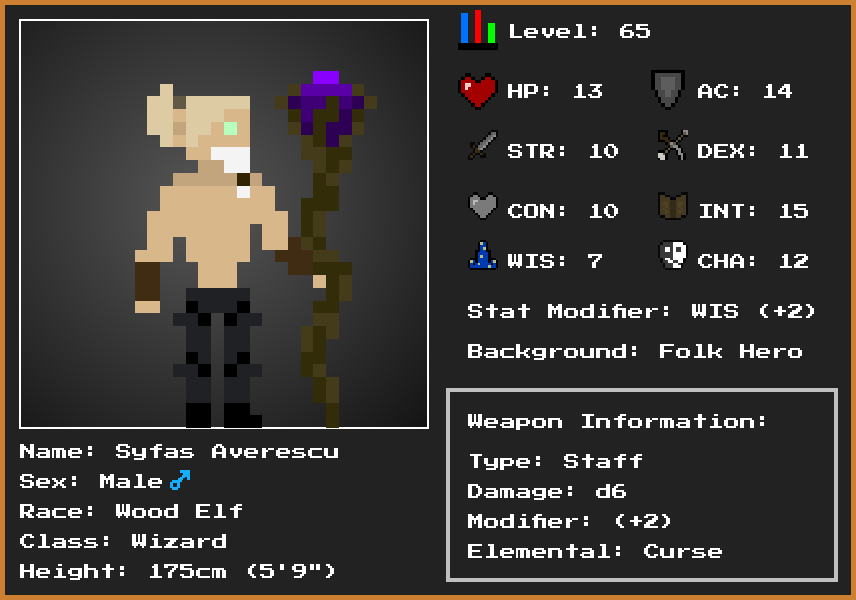 Level: 65
HP: 13
AC: 14
STR: 10
DEX: 11
CON: 10
INT: 15
WIS: 7
CHA: 12
Stat Modifier: WIS (+2)
Background: Folk Hero
Weapon Information:
Type: Staff
Damage: d6
Modifier: (+2)
Elemental: Curse
Name: Syfas Averescu
Sex: Male♂
Race: Wood Elf
Class: Wizard
Height: 175cm (5'9")